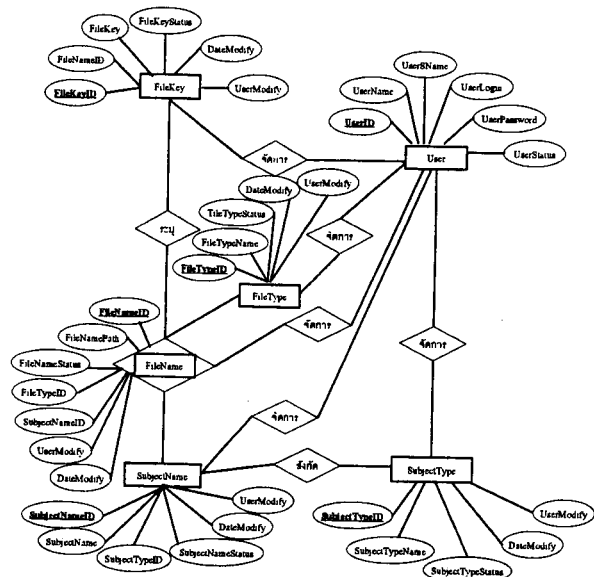 FileKeyStatus
FileKey
DateModify
FileNameID
FileKeyID
FileKey
UserModify
UserSName
UserName
UserLogin
UserID
UserPassword
User
UserStatus
จัดการ
UserModify
DateModify
FileTypeStatus
ระบุ
จัดการ
FileTypeName
FileTypeID
FileType
FileNameID
จัดการ
FileNamePath
FileNameStatus
FileName
จัดการ
FileTypeID
SubjectNameID
จัดการ
UserModify
DateModify
SubjectName
สังกัด
SubjectType
SubjectNameID
UserModify
DateModify
SubjectName
SubjectTypeID
SubjectNameStatus
SubjectTypeID
UserModify
DateModify
SubjectTypeName
SubjectTypeStatus